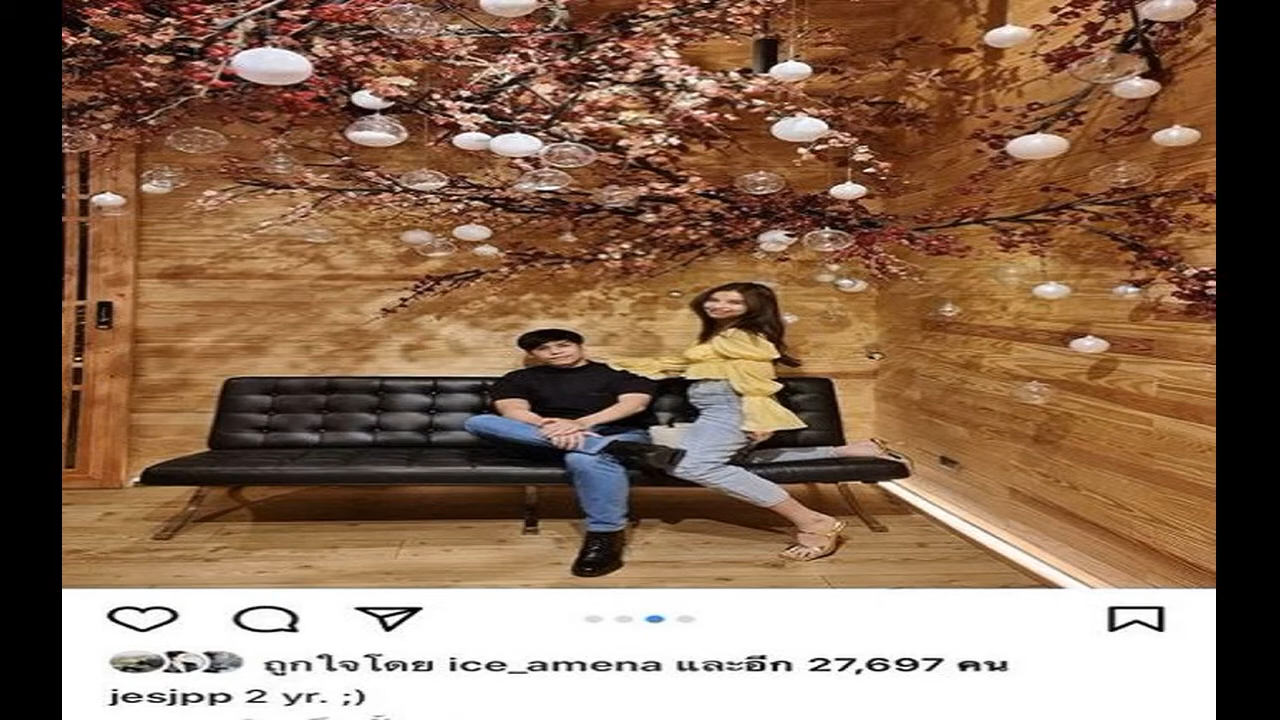 ถูกใจโดย ice_amena และอีก 27,697 คน
jesjpp 2 yr. ;)